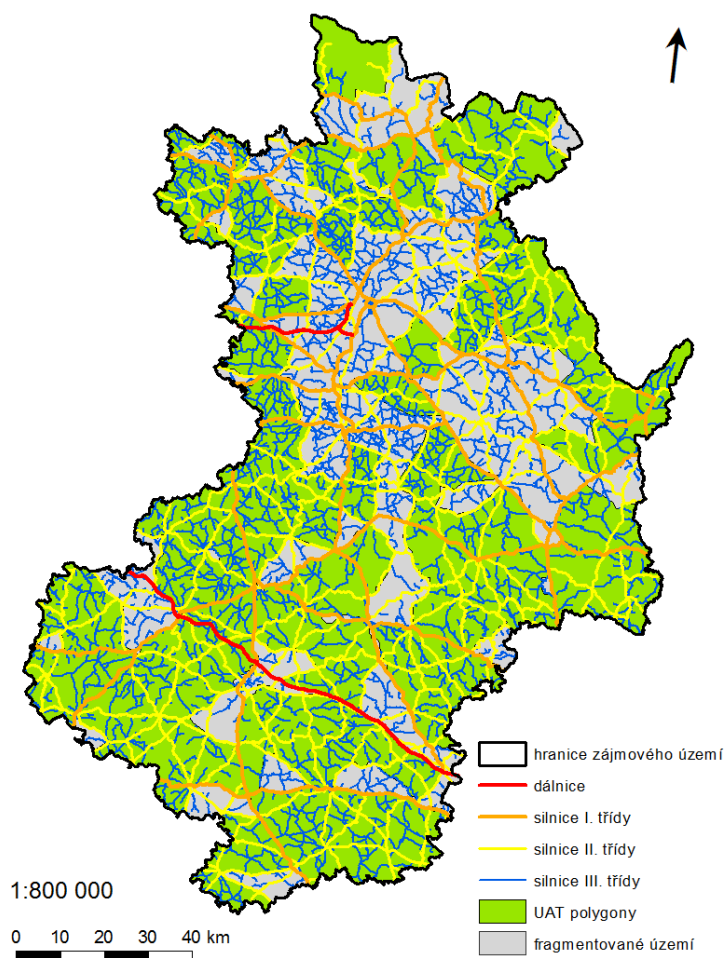 hranice zájmového území
dálnice
silnice I. třídy
silnice II. třídy
silnice III. třídy
UAT polygony
fragmentované území
1:800 000
0 10 20 30 40 km